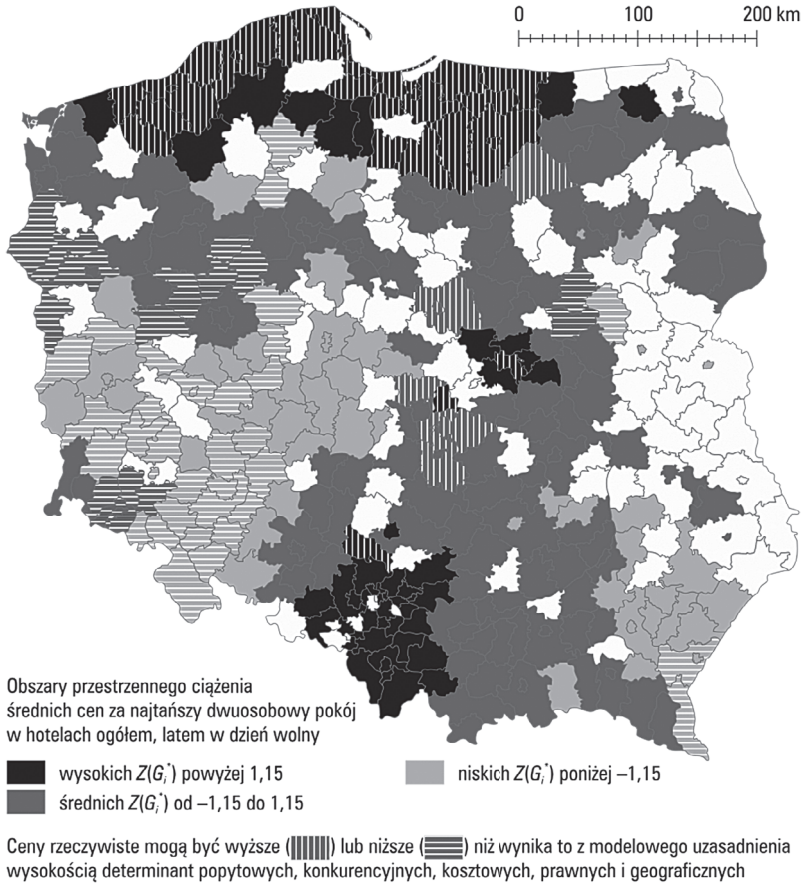 0 100 200 km
Obszary przestrzennego ciążenia
średnich cen za najtańszy dwuosobowy pokój
w hotelach ogółem, latem w dzień wolny
wysokich Z(Gᵢ*) powyżej 1,15
niskich Z(Gᵢ*) poniżej –1,15
średnich Z(Gᵢ*) od –1,15 do 1,15
Ceny rzeczywiste mogą być wyższe ( ) lub niższe ( ) niż wynika to z modelowego uzasadnienia
wysokością determinant popytowych, konkurencyjnych, kosztowych, prawnych i geograficznych